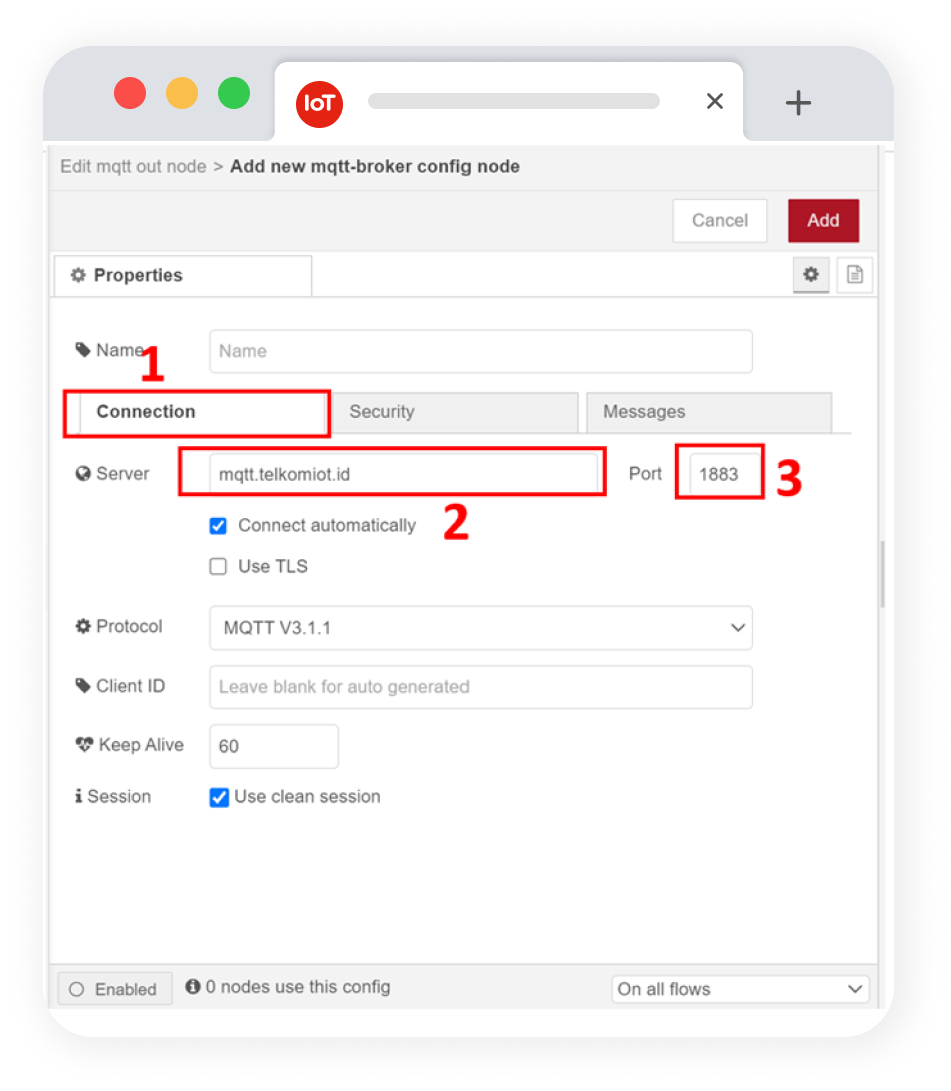 IoT
Edit mqtt out node > Add new mqtt-broker config node
Cancel Add
Properties
Name Name
1
Connection Security Messages
Server mqtt.telkomiot.id Port 1883 3
Connect automatically 2
Use TLS
Protocol MQTT V3.1.1
Client ID Leave blank for auto generated
Keep Alive 60
Session Use clean session
Enabled 0 nodes use this config On all flows